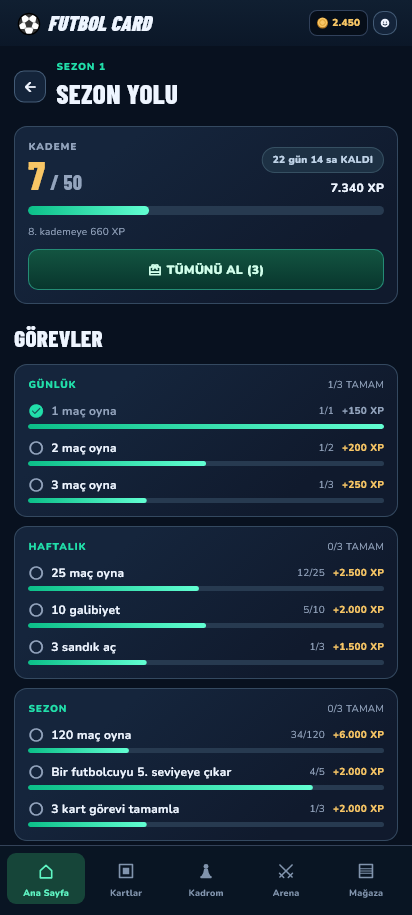 FUTBOL CARD
2.450
SEZON 1
SEZON YOLU
KADEME
7 / 50
22 gün 14 sa KALDI
7.340 XP
8. kademeye 660 XP
TÜMÜNÜ AL (3)
GÖREVLER
GÜNLÜK 1/3 TAMAM
1 maç oyna 1/1 +150 XP
2 maç oyna 1/2 +200 XP
3 maç oyna 1/3 +250 XP
HAFTALIK 0/3 TAMAM
25 maç oyna 12/25 +2.500 XP
10 galibiyet 5/10 +2.000 XP
3 sandık aç 1/3 +1.500 XP
SEZON 0/3 TAMAM
120 maç oyna 34/120 +6.000 XP
Bir futbolcuyu 5. seviyeye çıkar 4/5 +2.000 XP
3 kart görevi tamamla 1/3 +2.000 XP
Ana Sayfa Kartlar Kadrom Arena Mağaza